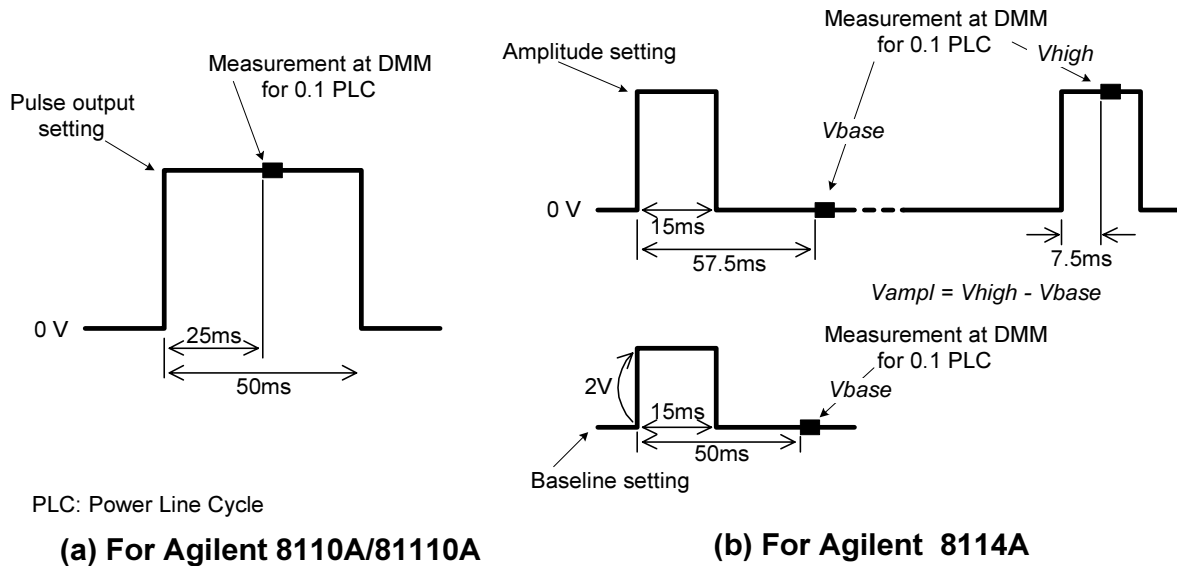 Measurement at DMM
for 0.1 PLC
Pulse output
setting
0 V
25ms
50ms
PLC: Power Line Cycle
(a) For Agilent 8110A/81110A
Measurement at DMM
for 0.1 PLC
Amplitude setting
Vhigh
Vbase
0 V
15ms
57.5ms
7.5ms
Vampl = Vhigh - Vbase
Measurement at DMM
for 0.1 PLC
Vbase
2V
15ms
50ms
Baseline setting
(b) For Agilent 8114A